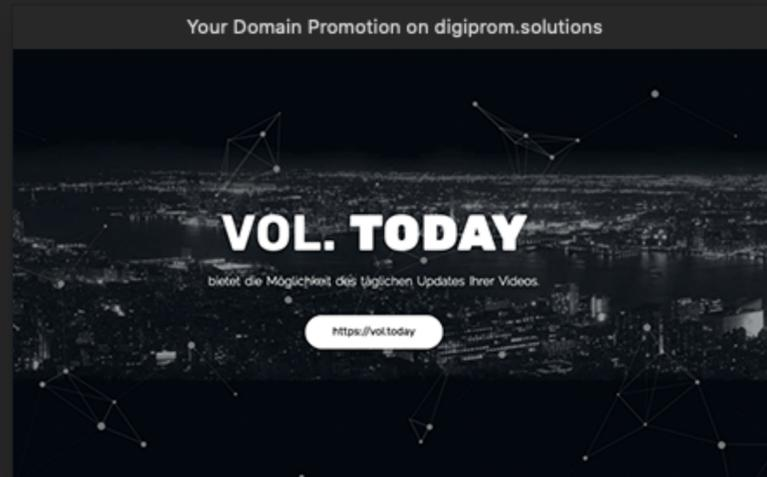 Your Domain Promotion on digiprom.solutions
VOL. TODAY
bietet die Möglichkeit des täglichen Updates Ihrer Videos.
https://vol.today